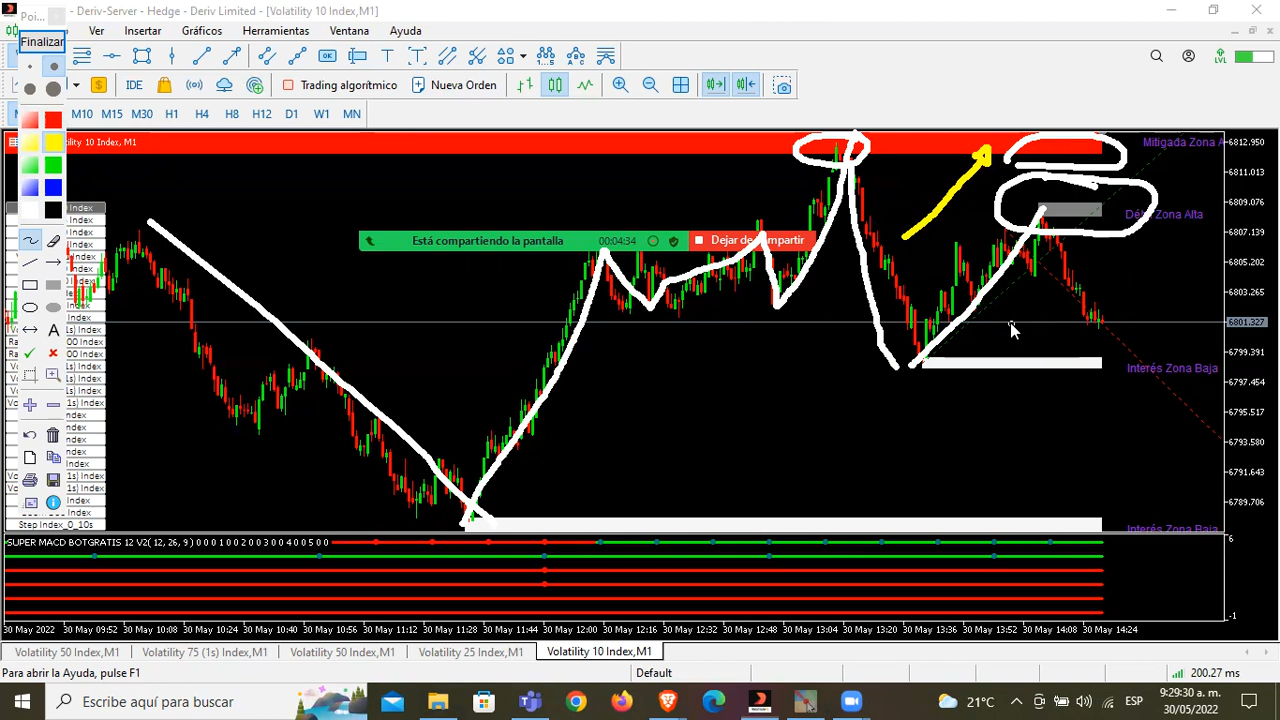 Poi...
- Deriv-Server - Hedge - Deriv Limited - [Volatility 10 Index,M1]
Finalizar
Ver Insertar Gráficos Herramientas Ventana Ayuda
OK
LVL
$ IDE Trading algorítmico Nueva Orden
M10 M15 M30 H1 H4 H8 H12 D1 W1 MN
Volatility 10 Index, M1
Mitigada Zona A
6812.950
6811.013
6809.076
Zona Alta
6807.139
Está compartiendo la pantalla 00:04:34 Dejar de compartir
6805.202
6803.265
6801.327
6799.391
Interés Zona Baja
6797.454
6795.517
6793.580
6791.643
6789.706
Interés Zona Baja
Step Index_0_10s
SUPER MACD BOTGRATIS 12 V2( 12, 26, 9 ) 0 0 0 1 0 0 2 0 0 3 0 0 4 0 0 5 0 0
6
-1
30 May 2022 30 May 09:52 30 May 10:08 30 May 10:24 30 May 10:40 30 May 10:56 30 May 11:12 30 May 11:28 30 May 11:44 30 May 12:16 30 May 12:32 30 May 12:48 30 May 13:04 30 May 13:20 30 May 13:36 30 May 13:52 30 May 14:08 30 May 14:24
Volatility 50 Index,M1 Volatility 75 (1s) Index,M1 Volatility 50 Index,M1 Volatility 25 Index,M1 Volatility 10 Index,M1
Para abrir la Ayuda, pulse F1 Default 200.27 ms
Escribe aquí para buscar 21°C ESP 9:29:30 a. m.
30/05/2022